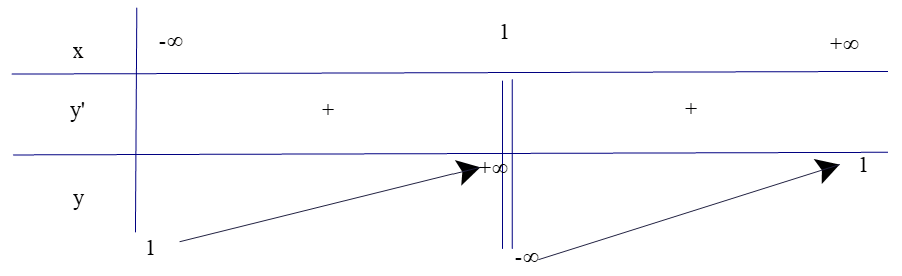 x -∞ 1 +∞
y' + +
y +∞ 1
1 -∞